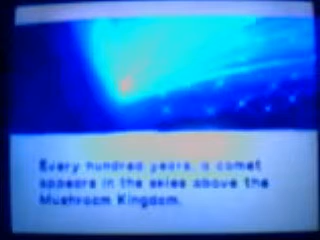 Every hundred years, a comet
appears in the skies above the
Mushroom Kingdom.